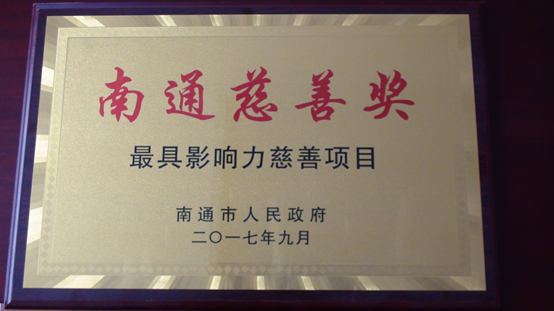 南通慈善奖
最具影响力慈善项目
南通市人民政府
二〇一七年九月